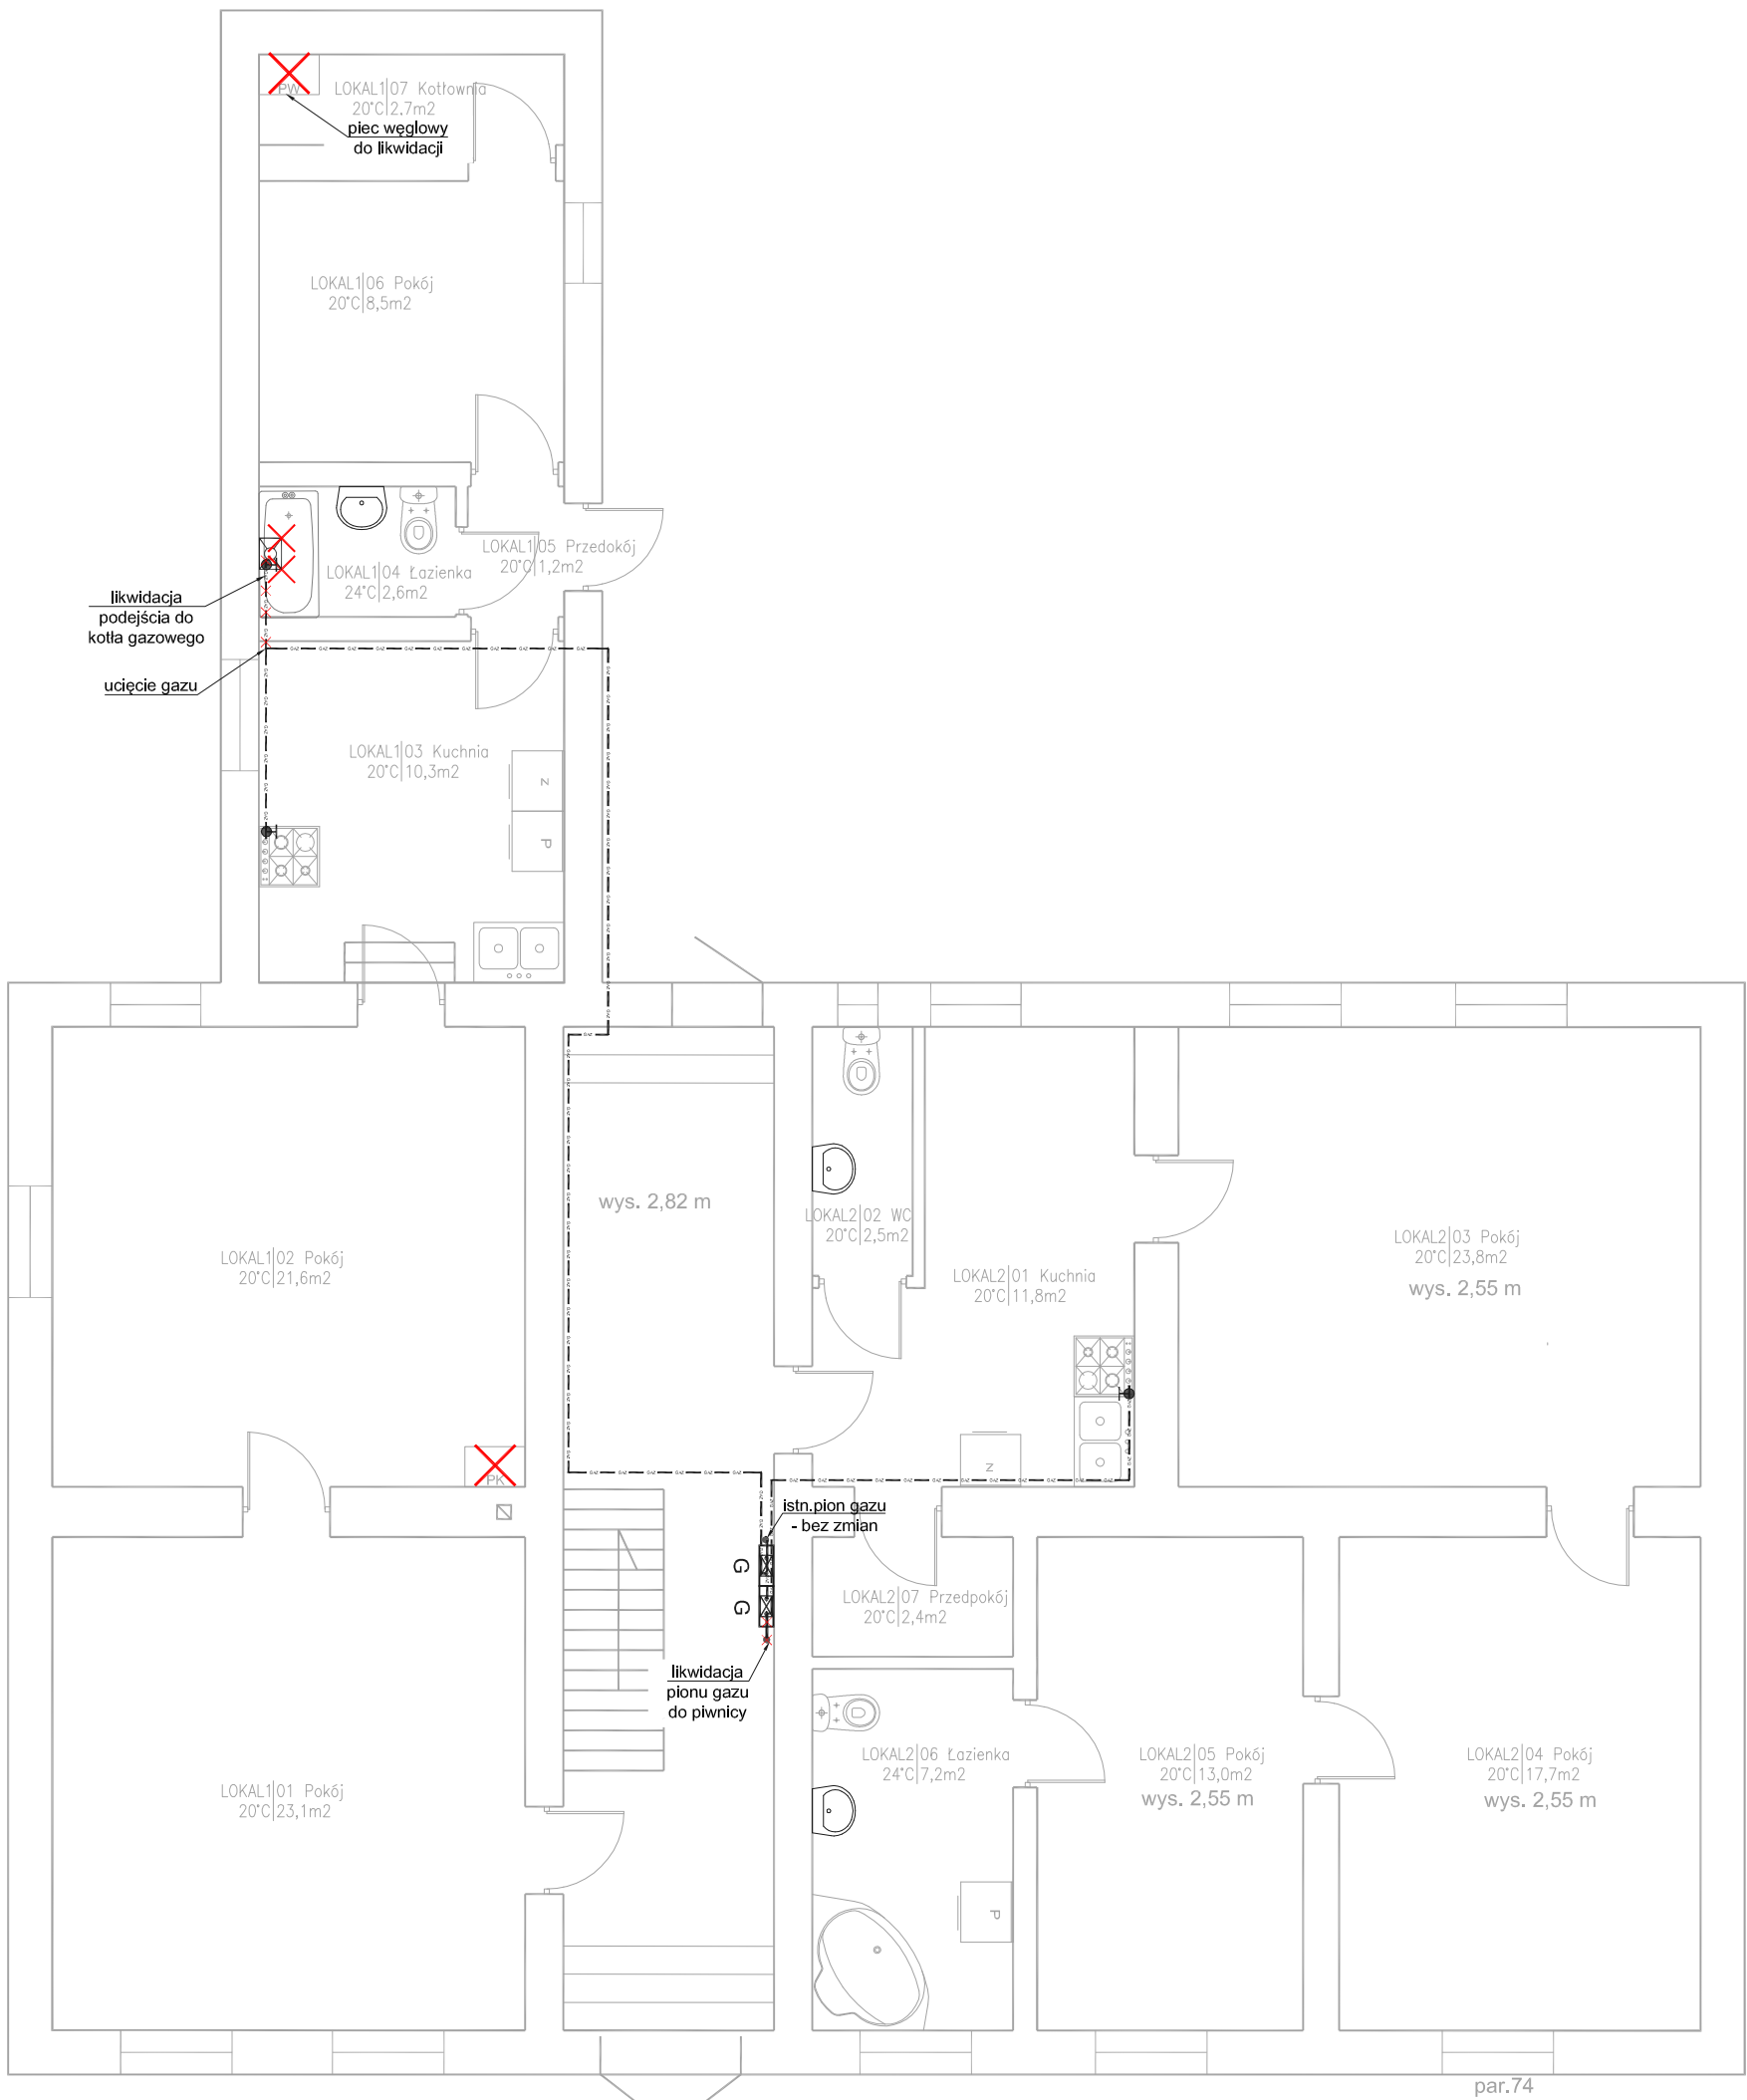 LOKAL1|07 Kotłownia
20°C|2.7m2
PW
piec węglowy
do likwidacji
LOKAL1|06 Pokój
20°C|8,5m2
LOKAL1|05 Przedokój
20°C|1,2m2
LOKAL1|04 Łazienka
24°C|2,6m2
likwidacja
podejścia do
kotła gazowego
ucięcie gazu
LOKAL1|03 Kuchnia
20°C|10,3m2
Z
P
wys. 2,82 m
LOKAL2|02 WC
20°C|2,5m2
LOKAL1|02 Pokój
20°C|21,6m2
LOKAL2|01 Kuchnia
20°C|11,8m2
LOKAL2|03 Pokój
20°C|23,8m2
wys. 2,55 m
PK
Z
istn.pion gazu
- bez zmian
G
G
LOKAL2|07 Przedpokój
20°C|2,4m2
likwidacja
pionu gazu
do piwnicy
LOKAL1|01 Pokój
20°C|23,1m2
LOKAL2|06 Łazienka
24°C|7,2m2
LOKAL2|05 Pokój
20°C|13,0m2
wys. 2,55 m
LOKAL2|04 Pokój
20°C|17,7m2
wys. 2,55 m
P
par.74